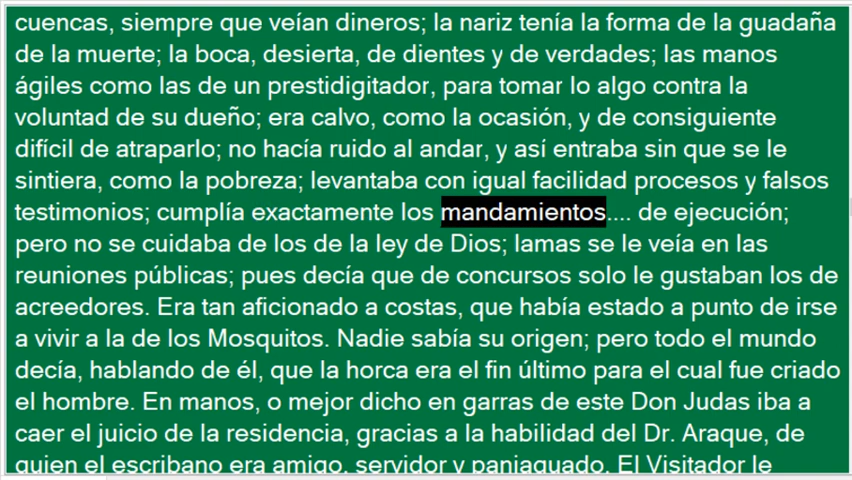 cuencas, siempre que veían dineros; la nariz tenía la forma de la guadaña
de la muerte; la boca, desierta, de dientes y de verdades; las manos
ágiles como las de un prestidigitador, para tomar lo algo contra la
voluntad de su dueño; era calvo, como la ocasión, y de consiguiente
difícil de atraparlo; no hacía ruido al andar, y así entraba sin que se le
sintiera, como la pobreza; levantaba con igual facilidad procesos y falsos
testimonios; cumplía exactamente los mandamientos.... de ejecución;
pero no se cuidaba de los de la ley de Dios; lamas se le veía en las
reuniones públicas; pues decía que de concursos solo le gustaban los de
acreedores. Era tan aficionado a costas, que había estado a punto de irse
a vivir a la de los Mosquitos. Nadie sabía su origen; pero todo el mundo
decía, hablando de él, que la horca era el fin último para el cual fue criado
el hombre. En manos, o mejor dicho en garras de este Don Judas iba a
caer el juicio de la residencia, gracias a la habilidad del Dr. Araque, de
quien el escribano era amigo, servidor y paniaguado. El Visitador le